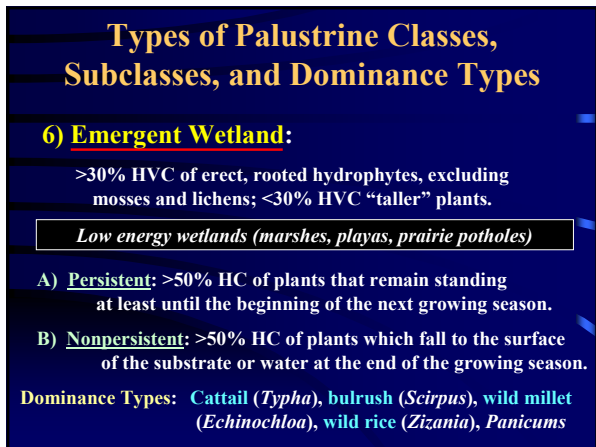 Types of Palustrine Classes,
Subclasses, and Dominance Types
6) Emergent Wetland:
>30% HVC of erect, rooted hydrophytes, excluding
mosses and lichens; <30% HVC “taller” plants.
Low energy wetlands (marshes, playas, prairie potholes)
A) Persistent: >50% HC of plants that remain standing
at least until the beginning of the next growing season.
B) Nonpersistent: >50% HC of plants which fall to the surface
of the substrate or water at the end of the growing season.
Dominance Types: Cattail (Typha), bulrush (Scirpus), wild millet
(Echinochloa), wild rice (Zizania), Panicums